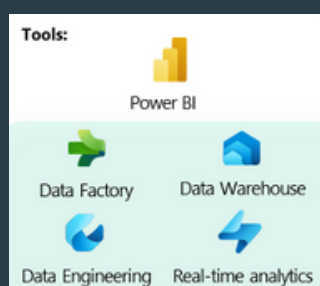 Tools:
Power BI
Data Factory
Data Warehouse
Data Engineering
Real-time analytics